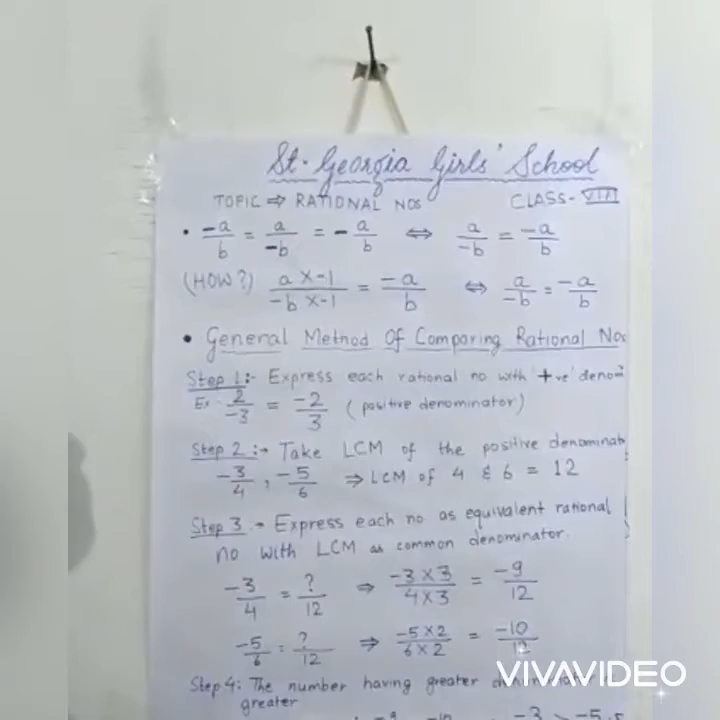 St. Georgia Girls' School
TOPIC ⇒ RATIONAL NOS CLASS - VIII
• -a/b = a/-b = -a/b ⇔ a/-b = -a/b
(HOW?) a × -1/-b × -1 = -a/b ⇔ a/-b = -a/b
• General Method Of Comparing Rational Nos
Step 1:- Express each rational no with '+ve' denom
Ex - 2/-3 = -2/3 (positive denominator)
Step 2:→ Take LCM of the positive denominat
-3/4 , -5/6 ⇒ LCM of 4 & 6 = 12
Step 3 → Express each no as equivalent rational
no with LCM as common denominator.
-3/4 = ?/12 ⇒ -3×3/4×3 = -9/12
-5/6 = ?/12 ⇒ -5×2/6×2 = -10/12
Step 4: The number having greater
greater
VIVAVIDEO